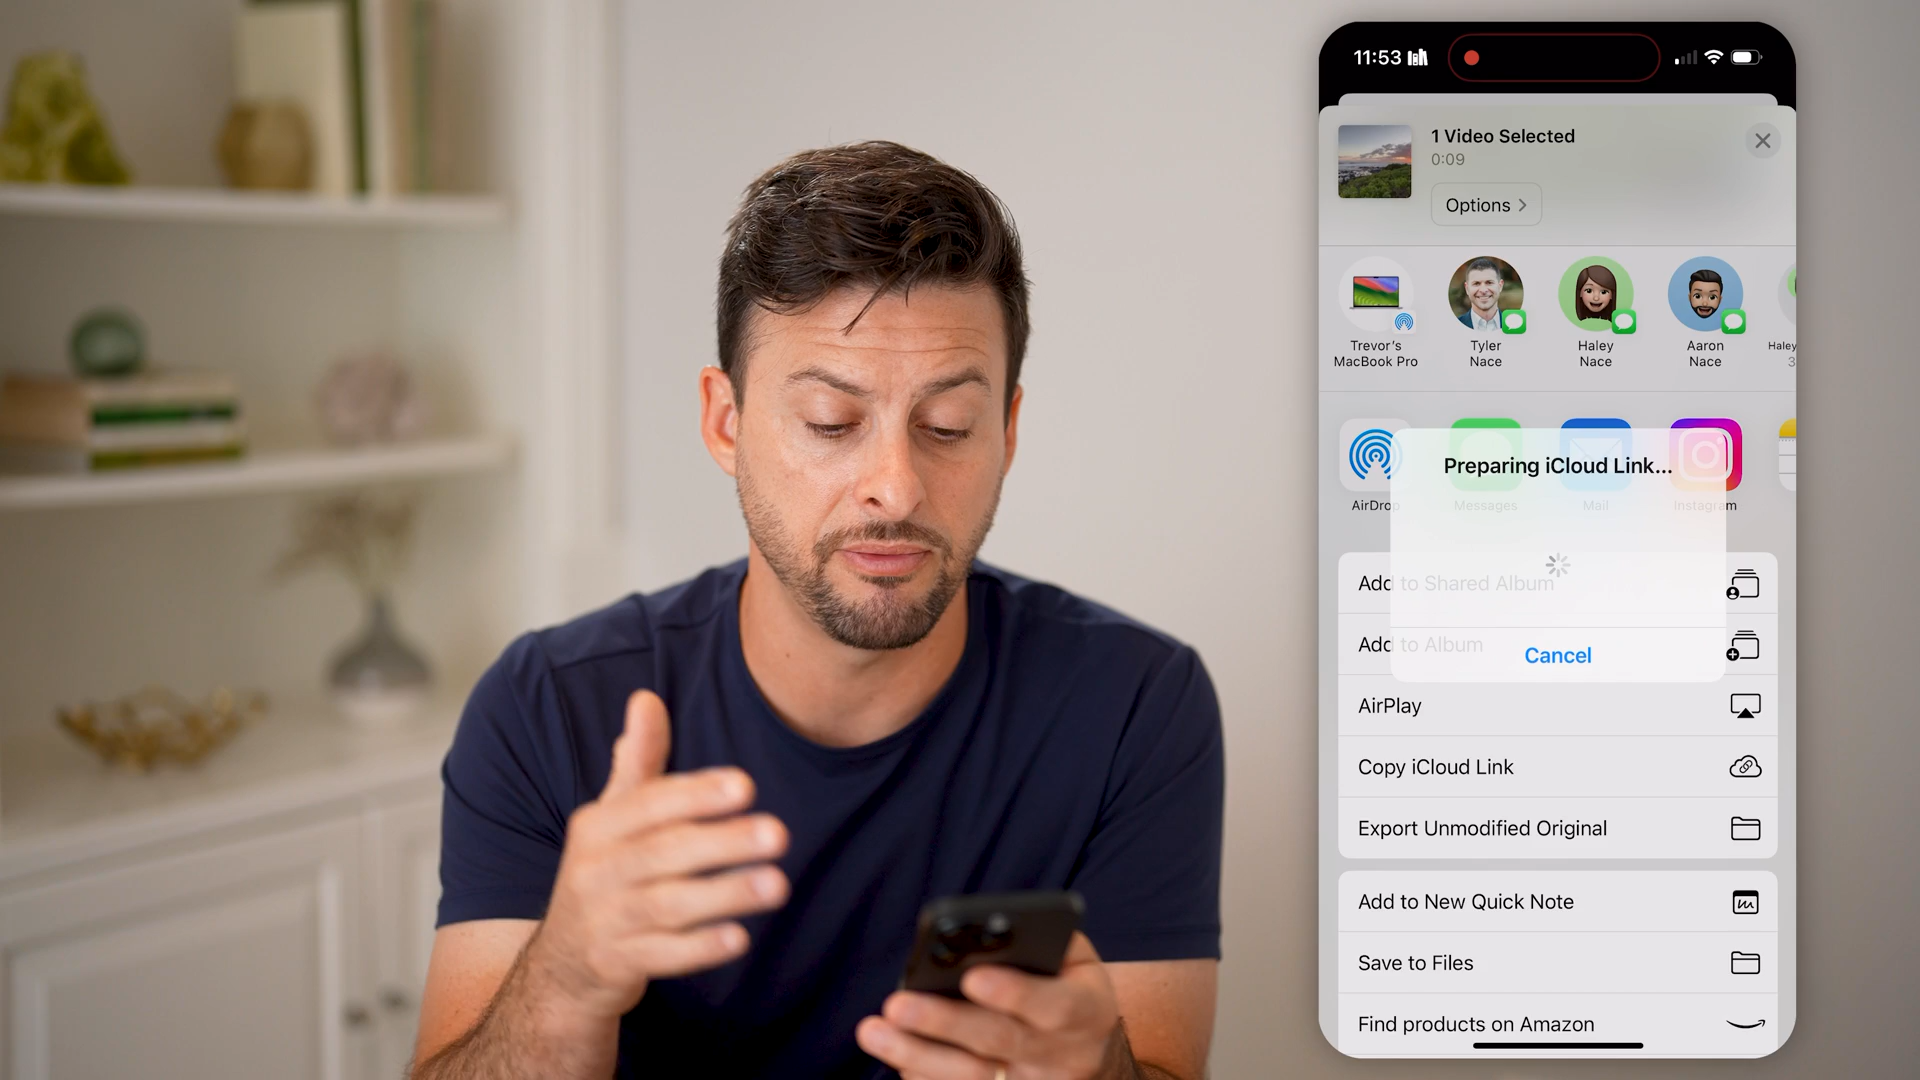 11:53
1 Video Selected
0:09
Options
Trevor's
MacBook Pro
Tyler
Nace
Haley
Nace
Aaron
Nace
Haley
3
AirDrop
Messages
Mail
Instagram
Preparing iCloud Link...
Add to Shared Album
Add to Album
Cancel
AirPlay
Copy iCloud Link
Export Unmodified Original
Add to New Quick Note
Save to Files
Find products on Amazon